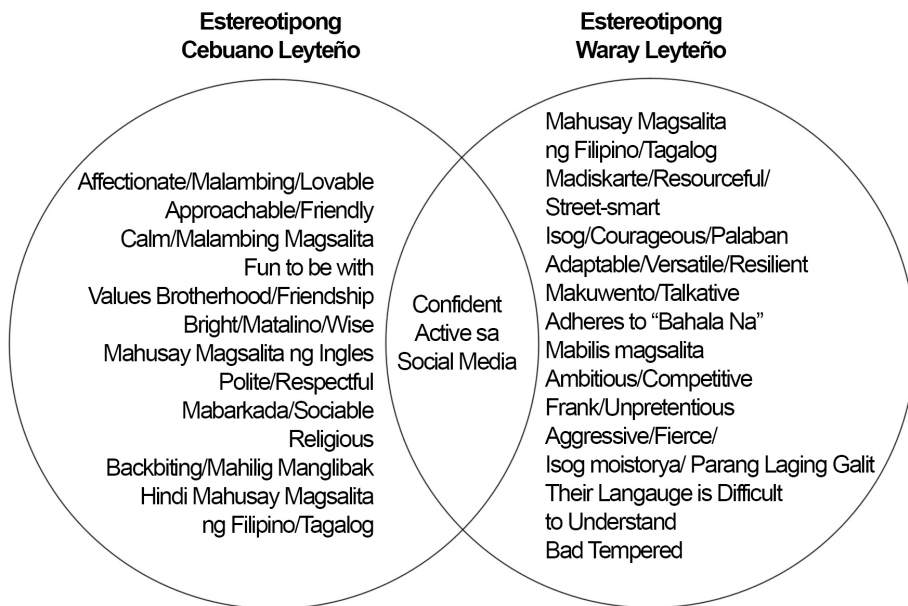 Estereotipong
Cebuano Leyteño
Affectionate/Malambing/Lovable
Approachable/Friendly
Calm/Malambing Magsalita
Fun to be with
Values Brotherhood/Friendship
Bright/Matalino/Wise
Mahusay Magsalita ng Ingles
Polite/Respectful
Mabarkada/Sociable
Religious
Backbiting/Mahilig Manglibak
Hindi Mahusay Magsalita
ng Filipino/Tagalog
Confident
Active sa
Social Media
Estereotipong
Waray Leyteño
Mahusay Magsalita
ng Filipino/Tagalog
Madiskarte/Resourceful/
Street-smart
Isog/Courageous/Palaban
Adaptable/Versatile/Resilient
Makuwento/Talkative
Adheres to “Bahala Na”
Mabilis magsalita
Ambitious/Competitive
Frank/Unpretentious
Aggressive/Fierce/
Isog moistorya/ Parang Laging Galit
Their Langauge is Difficult
to Understand
Bad Tempered